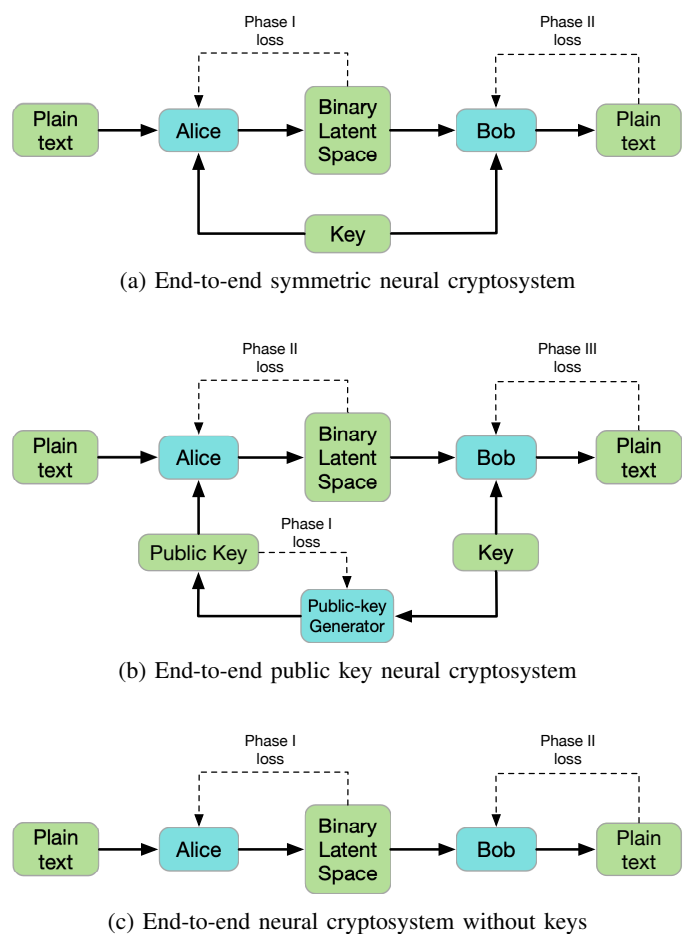 Phase I
loss
Phase II
loss
Plain
text
Alice
Binary
Latent
Space
Bob
Plain
text
Key
(a) End-to-end symmetric neural cryptosystem
Phase II
loss
Phase III
loss
Plain
text
Alice
Binary
Latent
Space
Bob
Plain
text
Public Key
Phase I
loss
Key
Public-key
Generator
(b) End-to-end public key neural cryptosystem
Phase I
loss
Phase II
loss
Plain
text
Alice
Binary
Latent
Space
Bob
Plain
text
(c) End-to-end neural cryptosystem without keys